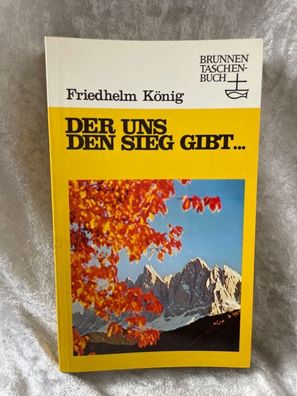 BRUNNEN
TASCHEN-
BUCH
Friedhelm König
DER UNS
DEN SIEG GIBT...